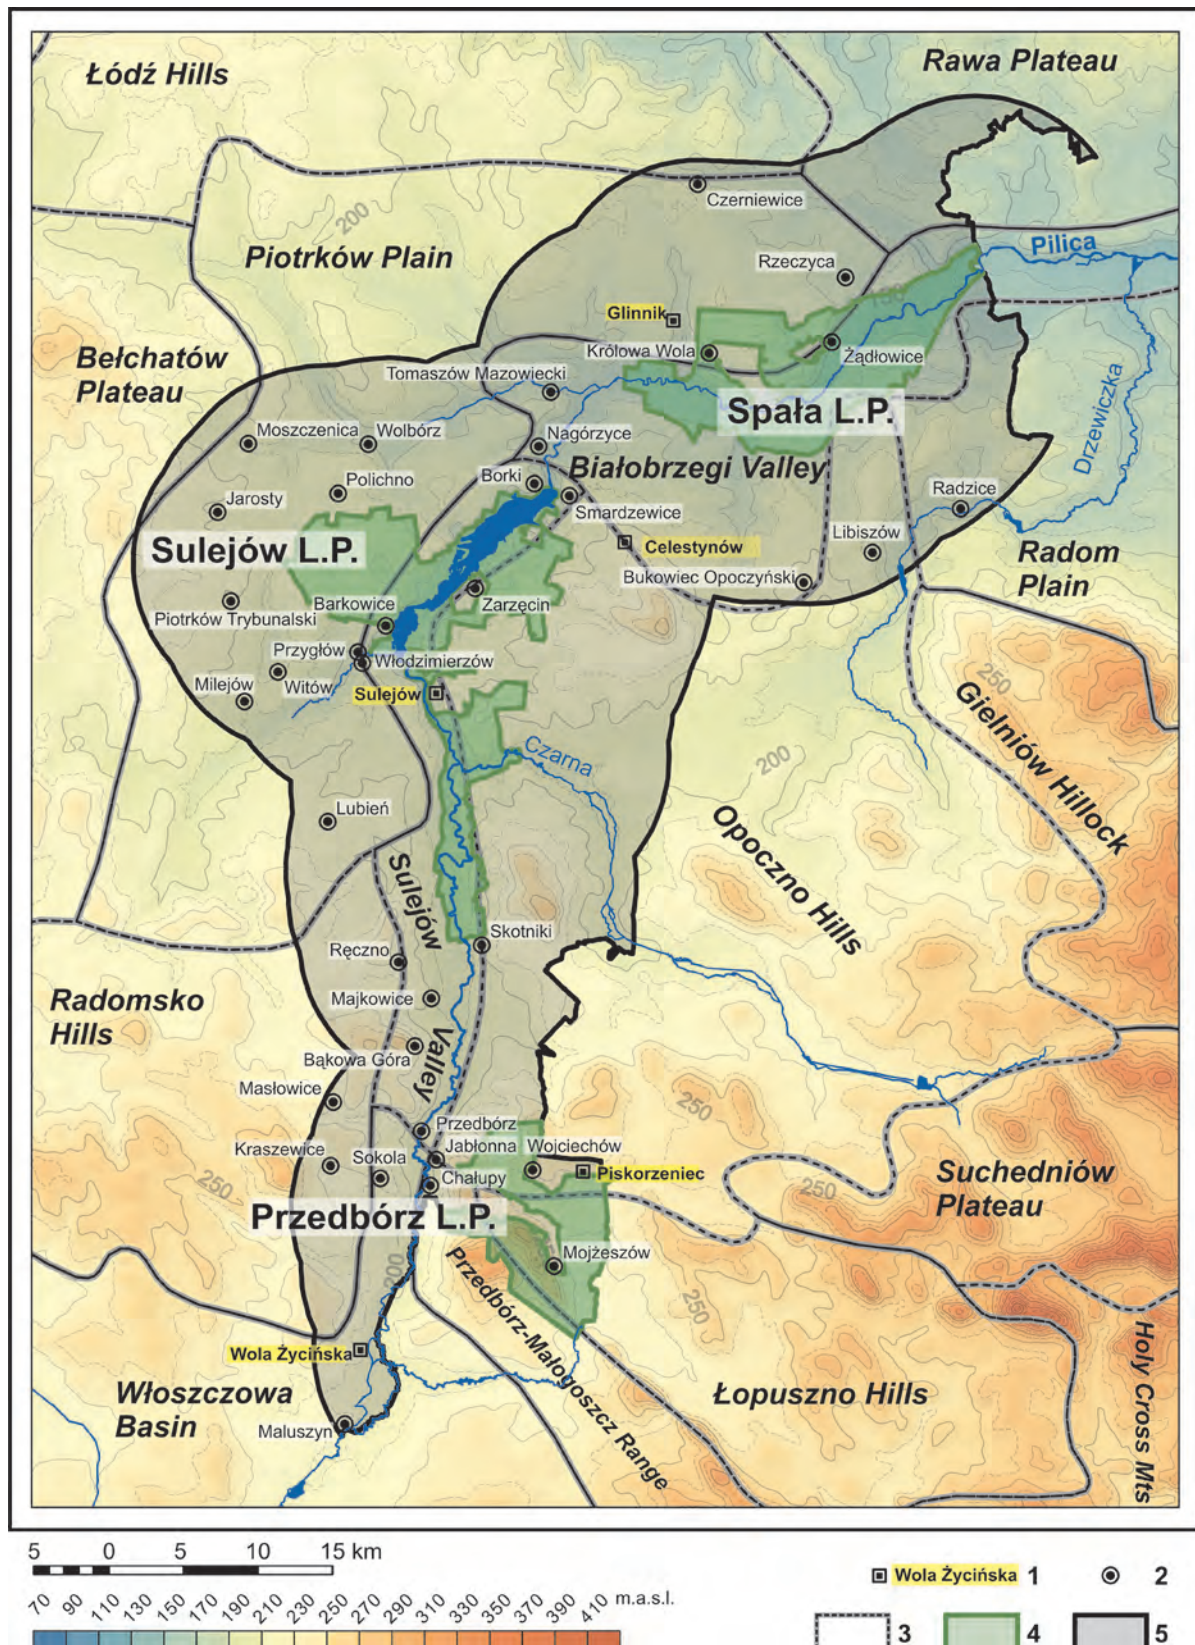 Łódź Hills
Rawa Plateau
Czerniewice
200
Piotrków Plain
Rzeczyca
Pilica
150
Glinnik
Królowa Wola
Żądłowice
Bełchatów
Plateau
Tomaszów Mazowiecki
Spała L.P.
Drzewiczka
Moszczenica
Wolbórz
Nagórzyce
Białobrzegi Valley
Polichno
Borki
Jarosty
Smardzewice
Radzice
Sulejów L.P.
Celestynów
Libiszów
Radom
Plain
Bukowiec Opoczyński
Zarzęcin
Piotrków Trybunalski
Barkowice
Przygłów
Włodzimierzów
Milejów
Witów
Sulejów
250
Gielniów Hillock
Czarna
200
Lubień
Opoczno Hills
Sulejów
Valley
Skotniki
Ręczno
Radomsko
Hills
Majkowice
Bąkowa Góra
Masłowice
250
Przedbórz
Kraszewice
Sokola
Jabłonna
Wojciechów
Piskorzeniec
Chałupy
250
250
Suchedniów
Plateau
Przedbórz L.P.
Mojżeszów
200
Przedbórz-Małogoszcz Range
250
Wola Życińska
Holy Cross Mts
Włoszczowa
Basin
Łopuszno Hills
Maluszyn
5 0 5 10 15 km
70 90 110 130 150 170 190 210 230 250 270 290 310 330 350 370 390 410 m.a.s.l.
Wola Życińska 1
2
3
4
5